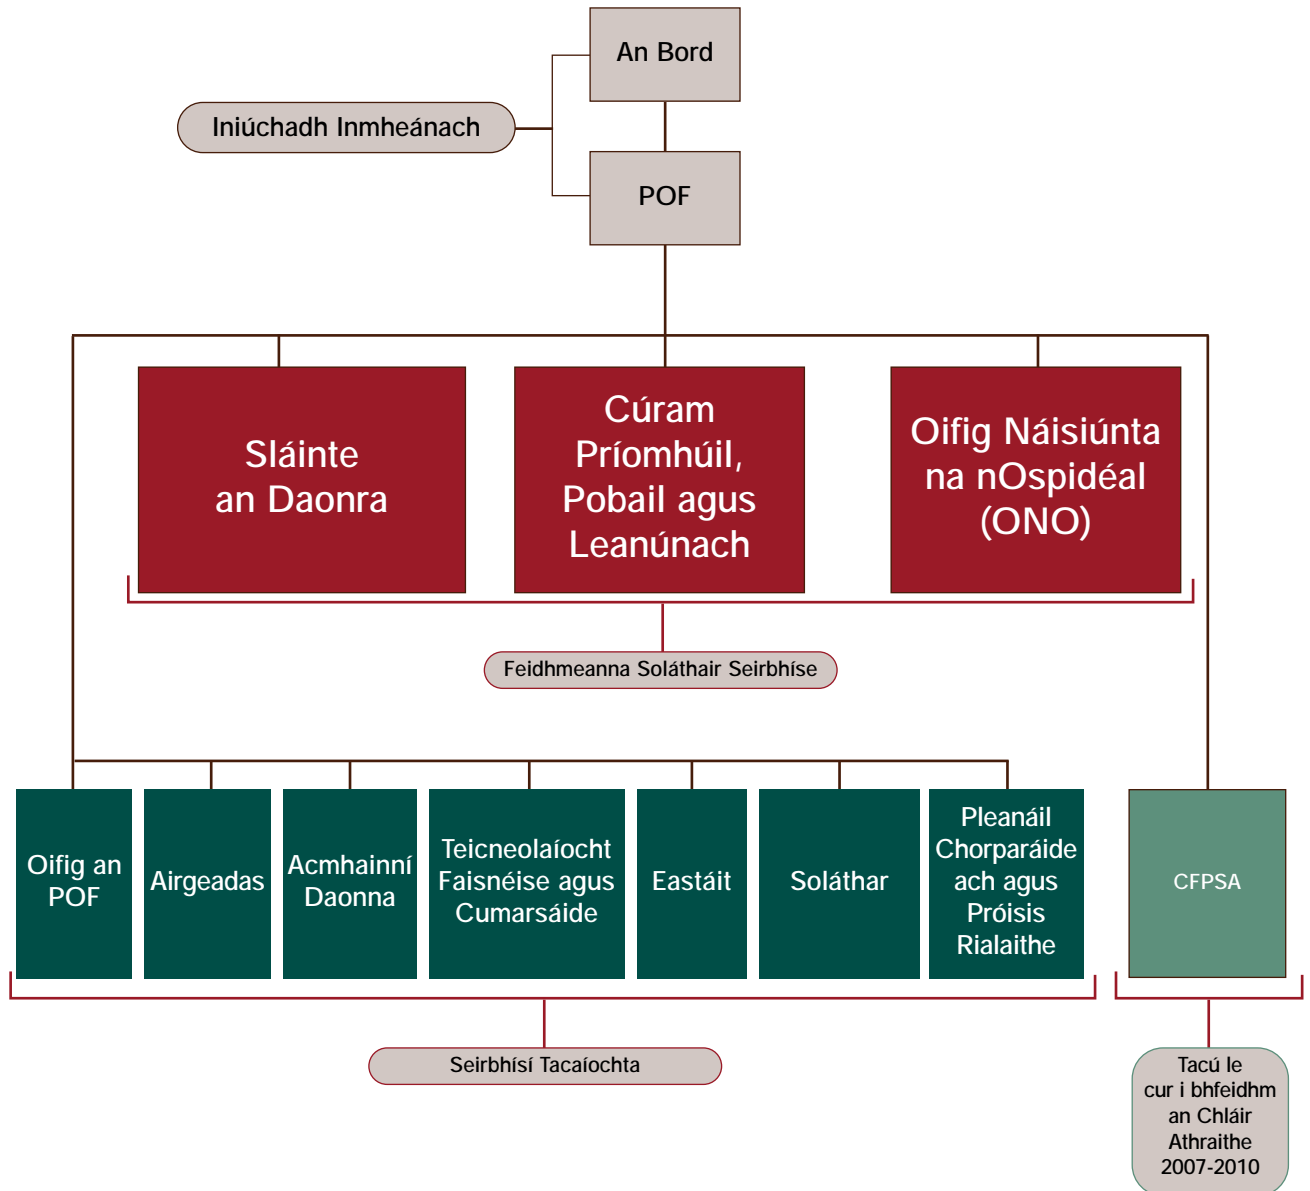 An Bord
Iniúchadh Inmheánach
POF
Sláinte
an Daonra
Cúram
Príomhúil,
Pobail agus
Leanúnach
Oifig Náisiúnta
na nOspidéal
(ONO)
Feidhmeanna Soláthair Seirbhíse
Oifig an
POF
Airgeadas
Acmhainní
Daonna
Teicneolaíocht
Faisnéise agus
Cumarsáide
Eastáit
Soláthar
Pleanáil
Chorparáide
ach agus
Próisis
Rialaithe
CFPSA
Seirbhísí Tacaíochta
Tacú le
cur i bhfeidhm
an Chláir
Athraithe
2007-2010